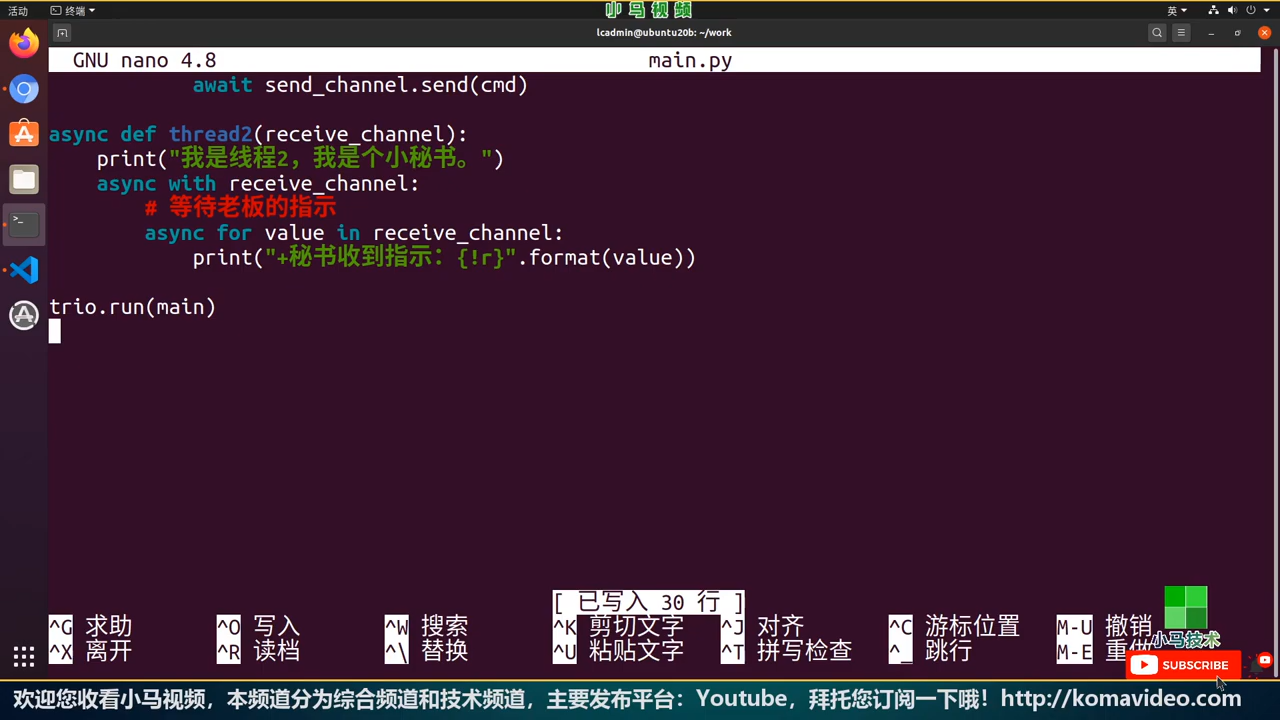 活动
终端
小马视频
英
lcadmin@ubuntu20b: ~/work
GNU nano 4.8
main.py
await send_channel.send(cmd)
async def thread2(receive_channel):
print("我是线程2，我是个小秘书。")
async with receive_channel:
# 等待老板的指示
async for value in receive_channel:
print("+秘书收到指示：{!r}".format(value))
trio.run(main)
[ 已写入 30 行 ]
^G 求助 ^O 写入 ^W 搜索 ^K 剪切文字 ^J 对齐 ^C 游标位置 M-U 撤销
^X 离开 ^R 读档 ^\ 替换 ^U 粘贴文字 ^T 拼写检查 ^_ 跳行 M-E 重做
小马技术
SUBSCRIBE
欢迎您收看小马视频，本频道分为综合频道和技术频道，主要发布平台：Youtube，拜托您订阅一下哦！http://komavideo.com